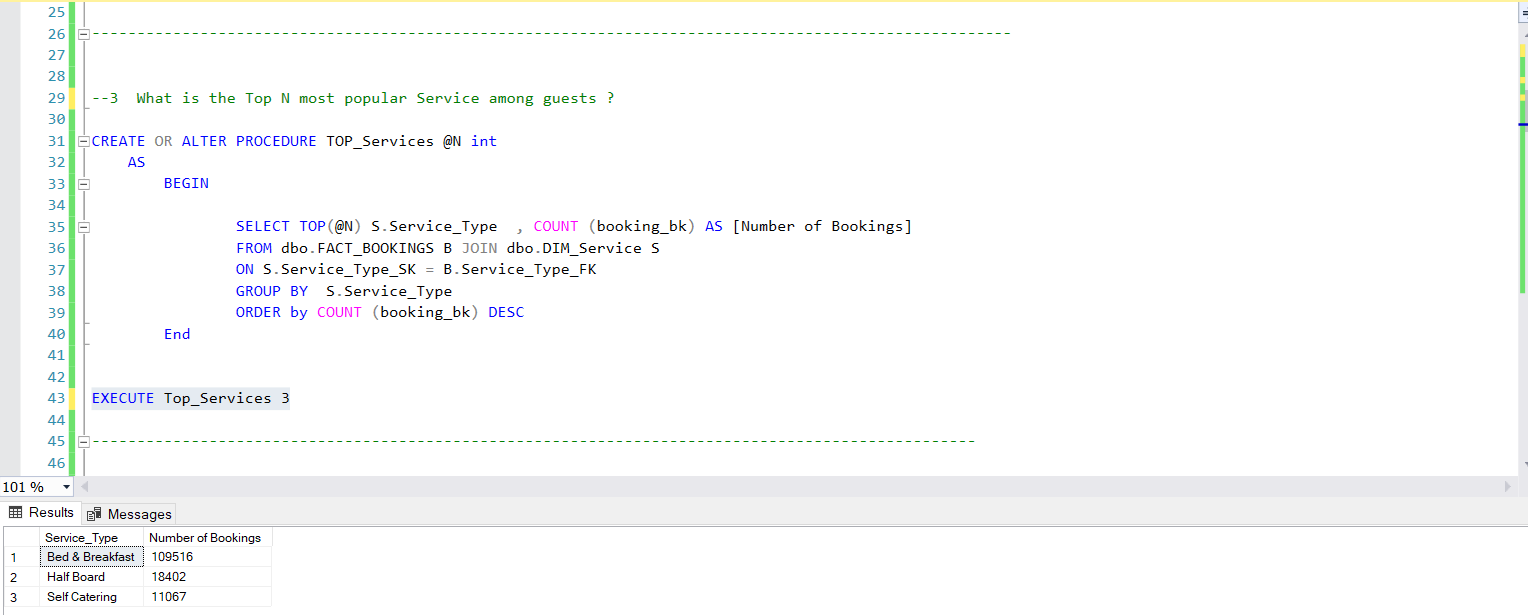 25
26 ------------------------------------------------------------------------------------------------------
27
28
29 --3  What is the Top N most popular Service among guests ?
30
31 CREATE OR ALTER PROCEDURE TOP_Services @N int
32     AS
33         BEGIN
34
35                 SELECT TOP(@N) S.Service_Type  , COUNT (booking_bk) AS [Number of Bookings]
36                 FROM dbo.FACT_BOOKINGS B JOIN dbo.DIM_Service S
37                 ON S.Service_Type_SK = B.Service_Type_FK
38                 GROUP BY  S.Service_Type
39                 ORDER by COUNT (booking_bk) DESC
40         End
41
42
43 EXECUTE Top_Services 3
44
45 --------------------------------------------------------------------------------------------------
46
101 %
Results Messages
Service_Type Number of Bookings
1 Bed & Breakfast 109516
2 Half Board 18402
3 Self Catering 11067